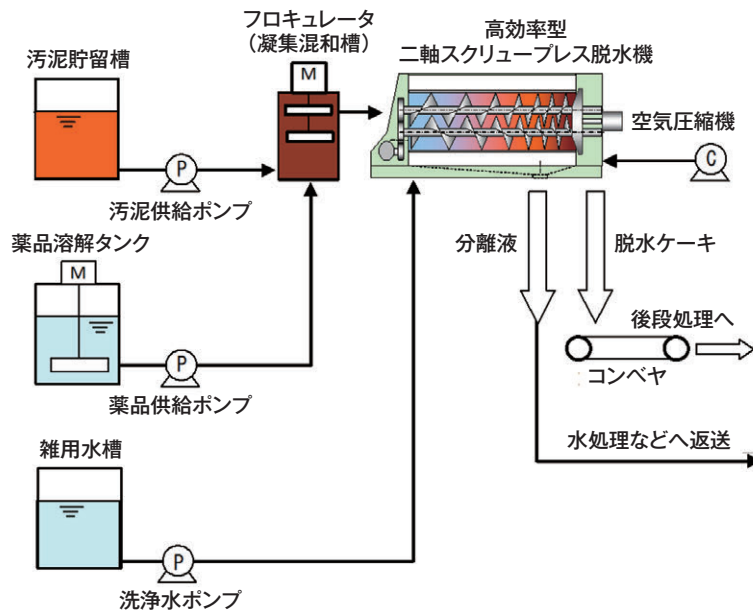 フロキュレータ
（凝集混和槽）
高効率型
二軸スクリュープレス脱水機
汚泥貯留槽
M
空気圧縮機
P
C
汚泥供給ポンプ
薬品溶解タンク
M
分離液
脱水ケーキ
後段処理へ
P
コンベヤ
薬品供給ポンプ
雑用水槽
水処理などへ返送
P
洗浄水ポンプ